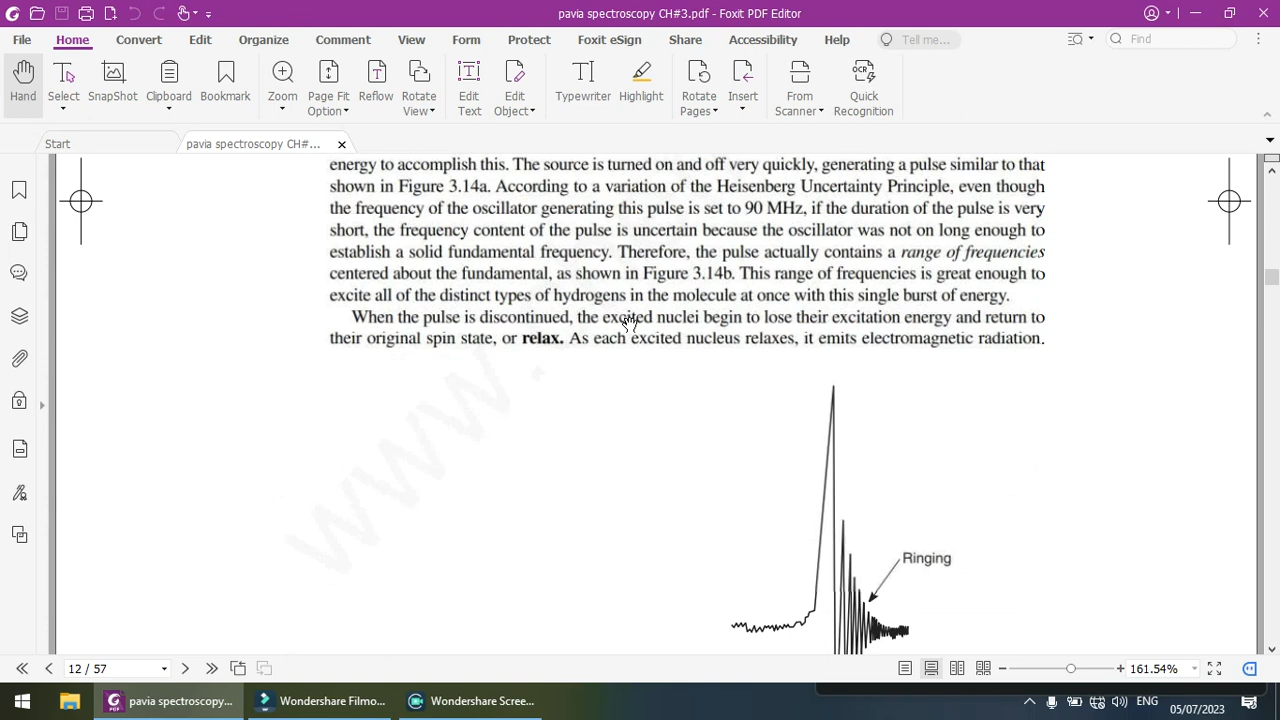 pavia spectroscopy CH#3.pdf - Foxit PDF Editor
File Home Convert Edit Organize Comment View Form Protect Foxit eSign Share Accessibility Help Tell me... Find
Hand Select SnapShot Clipboard Bookmark Zoom Page Fit Option Reflow Rotate View Edit Text Edit Object Typewriter Highlight Rotate Pages Insert From Scanner Quick Recognition
OCR
Start pavia spectroscopy CH#...
energy to accomplish this. The source is turned on and off very quickly, generating a pulse similar to that
shown in Figure 3.14a. According to a variation of the Heisenberg Uncertainty Principle, even though
the frequency of the oscillator generating this pulse is set to 90 MHz, if the duration of the pulse is very
short, the frequency content of the pulse is uncertain because the oscillator was not on long enough to
establish a solid fundamental frequency. Therefore, the pulse actually contains a range of frequencies
centered about the fundamental, as shown in Figure 3.14b. This range of frequencies is great enough to
excite all of the distinct types of hydrogens in the molecule at once with this single burst of energy.
When the pulse is discontinued, the excited nuclei begin to lose their excitation energy and return to
their original spin state, or relax. As each excited nucleus relaxes, it emits electromagnetic radiation.
www.
Ringing
12 / 57 161.54%
pavia spectroscopy... Wondershare Filmo... Wondershare Scree... ENG 05/07/2023